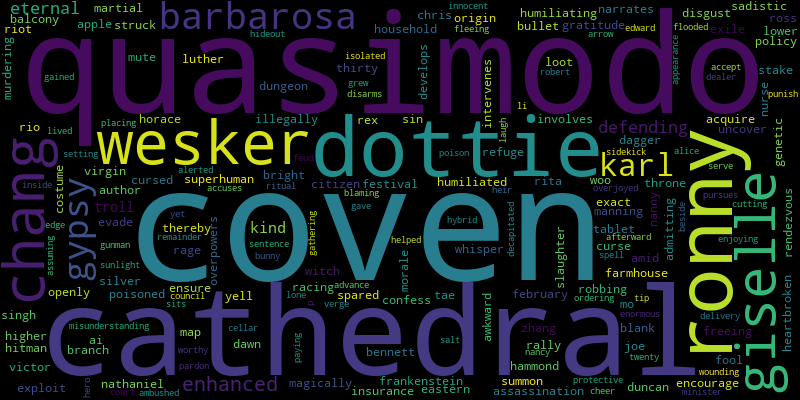 eternal martial barbarosa chris origin humiliating narrates disgust sadistic innocent ross
balcony apple struck household bullet gratitude exile lower
riot fleeing edward flooded policy
murdering mute luther hideout isolated arrow appearance
quasimodo
thirty develops intervenes loot stake
gained dungeon grew robert dealer accept nurse punish
disarms li
rio placing horace illegally rex sin involves acquire
lived wesker dottie defending uncover genetic
chang setting alerted feud poison refuge laugh dagger sidekick alice
virgin cursed superhuman bright karl ronny serve
inside costume author accuses ritual citizen festival humiliated heir rita woo overjoyed throne cutting
gypsy troll yet blaming gave hybrid exact nanny pursues giselle rendezvous
edge evade thereby kind coven manning beside enjoying
gunman remainder sentence gathering helped decapitated tablet afterward admitting
assuming sunlight rage overpowers bunny whisper slaughter curse spell
silver witch morale amid farmhouse
openly poisoned ensure racing advance spared confess tae february robbing tip delivery heartbroken
council yell lone p awkward ordering mo enormous
singh misunderstanding sits verge zhang blank freeing
higher ai map cellar salt rally joe fool
hitman branch worthy dawn paying bennett nancy hammond twenty wounding
victor pardon cathedral protective
exploit hero nathaniel enhanced magically frankenstein summon duncan encourage
court ambushed insurance eastern assassination cheer minister